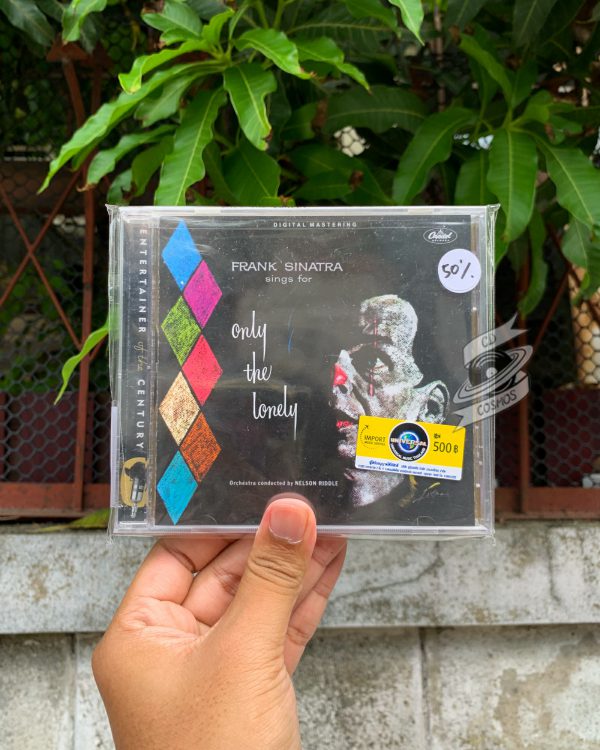 DIGITAL MASTERING
Capitol
50%
ENTERTAINER of the CENTURY
FRANK SINATRA
sings for
only
the
lonely
CD
COSMOS
IMPORT
UNIVERSAL
500 ฿
Orchestra conducted by NELSON RIDDLE